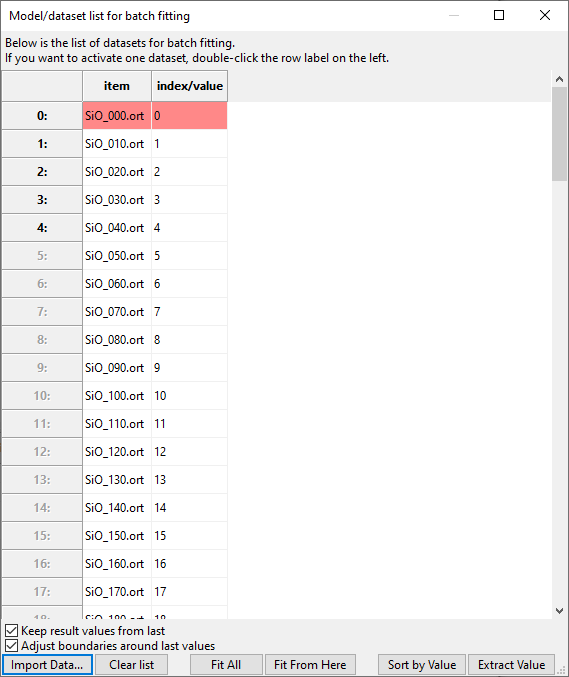 Model/dataset list for batch fitting
Below is the list of datasets for batch fitting.
If you want to activate one dataset, double-click the row label on the left.
item index/value
0: SiO_000.ort 0
1: SiO_010.ort 1
2: SiO_020.ort 2
3: SiO_030.ort 3
4: SiO_040.ort 4
5: SiO_050.ort 5
6: SiO_060.ort 6
7: SiO_070.ort 7
8: SiO_080.ort 8
9: SiO_090.ort 9
10: SiO_100.ort 10
11: SiO_110.ort 11
12: SiO_120.ort 12
13: SiO_130.ort 13
14: SiO_140.ort 14
15: SiO_150.ort 15
16: SiO_160.ort 16
17: SiO_170.ort 17
18: SiO_180.ort 18
Keep result values from last
Adjust boundaries around last values
Import Data... Clear list Fit All Fit From Here Sort by Value Extract Value